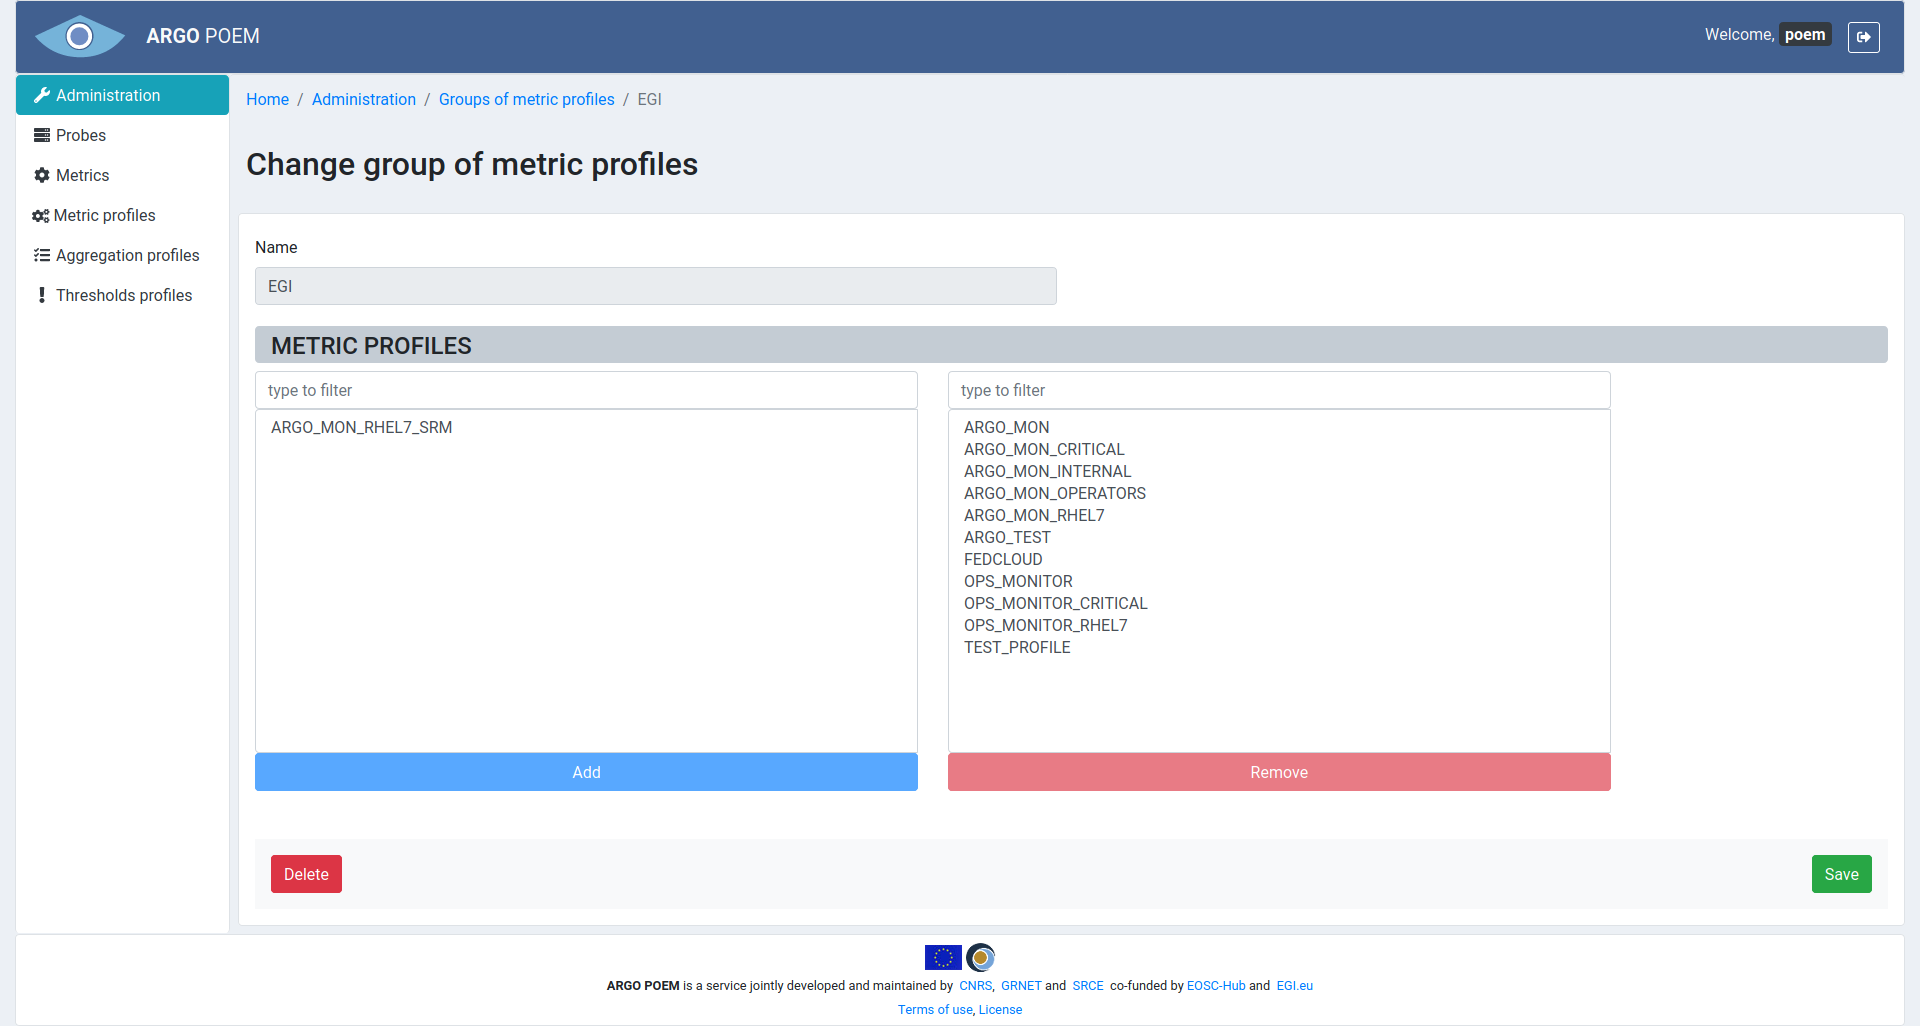 ARGO POEM
Welcome, poem
Administration
Probes
Metrics
Metric profiles
Aggregation profiles
Thresholds profiles
Home / Administration / Groups of metric profiles / EGI
Change group of metric profiles
Name
EGI
METRIC PROFILES
type to filter
ARGO_MON_RHEL7_SRM
Add
type to filter
ARGO_MON
ARGO_MON_CRITICAL
ARGO_MON_INTERNAL
ARGO_MON_OPERATORS
ARGO_MON_RHEL7
ARGO_TEST
FEDCLOUD
OPS_MONITOR
OPS_MONITOR_CRITICAL
OPS_MONITOR_RHEL7
TEST_PROFILE
Remove
Delete
Save
ARGO POEM is a service jointly developed and maintained by CNRS, GRNET and SRCE co-funded by EOSC-Hub and EGI.eu
Terms of use, License